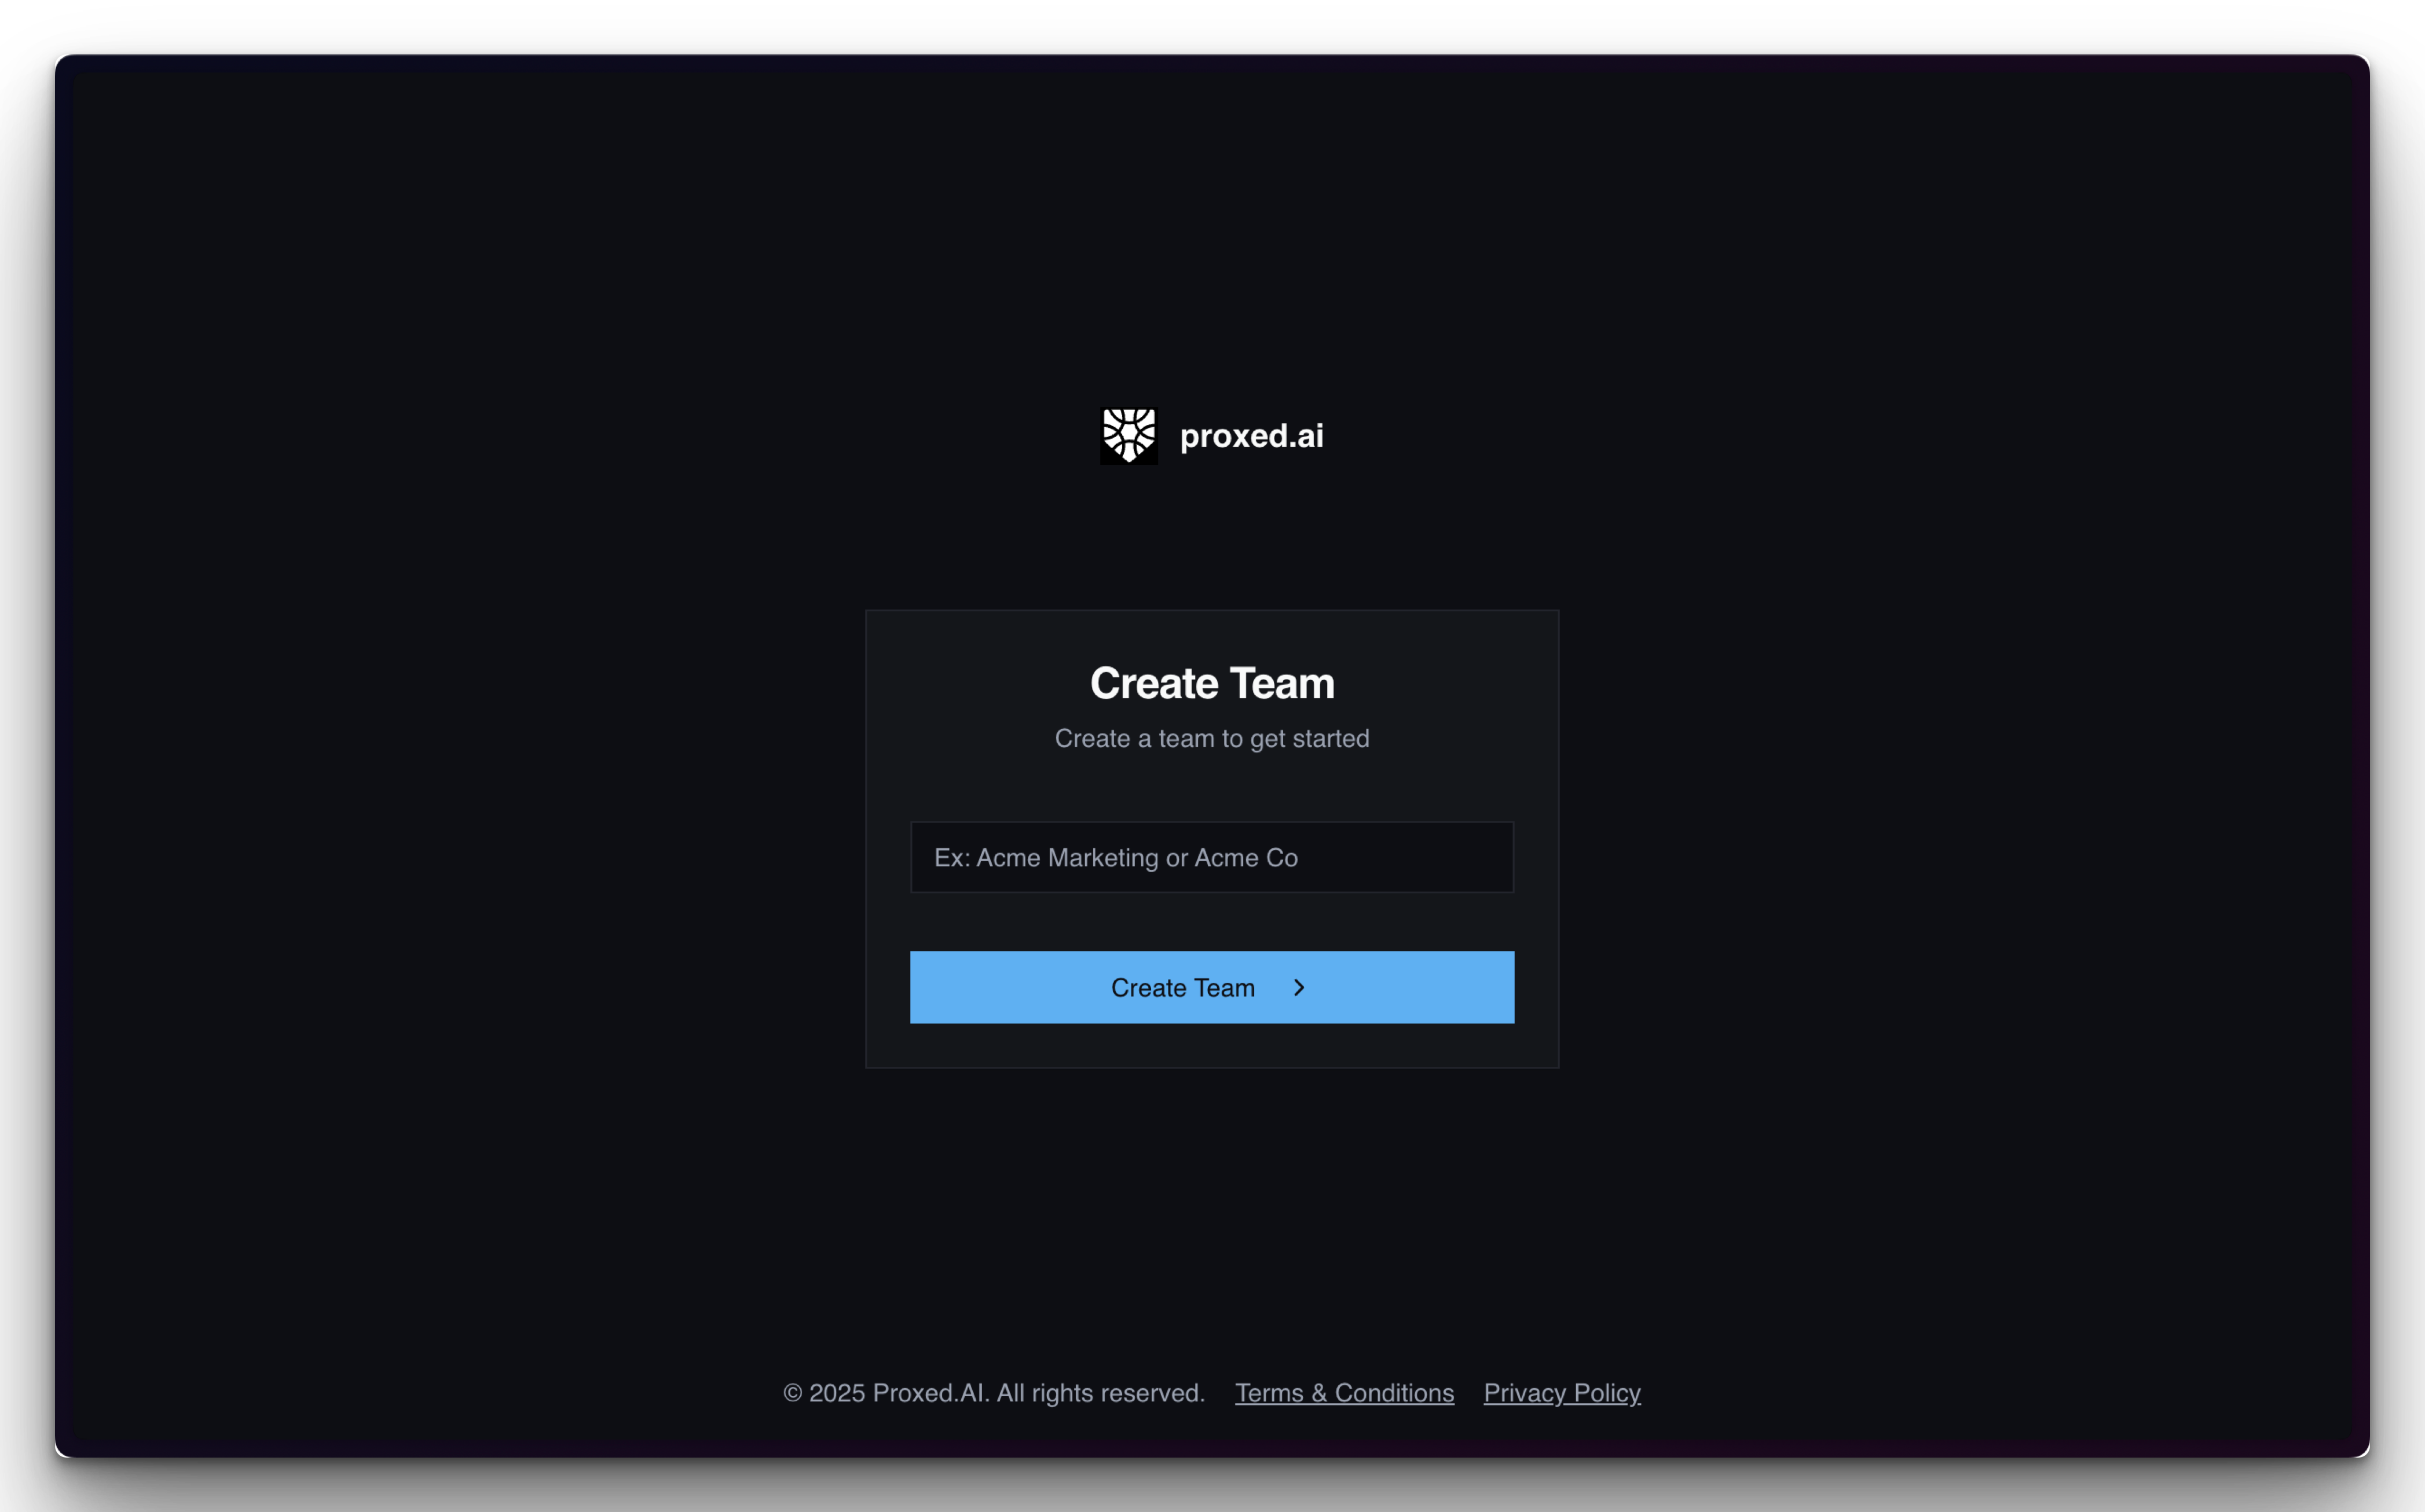 proxed.ai
Create Team
Create a team to get started
Ex: Acme Marketing or Acme Co
Create Team
© 2025 Proxed.AI. All rights reserved. Terms & Conditions Privacy Policy